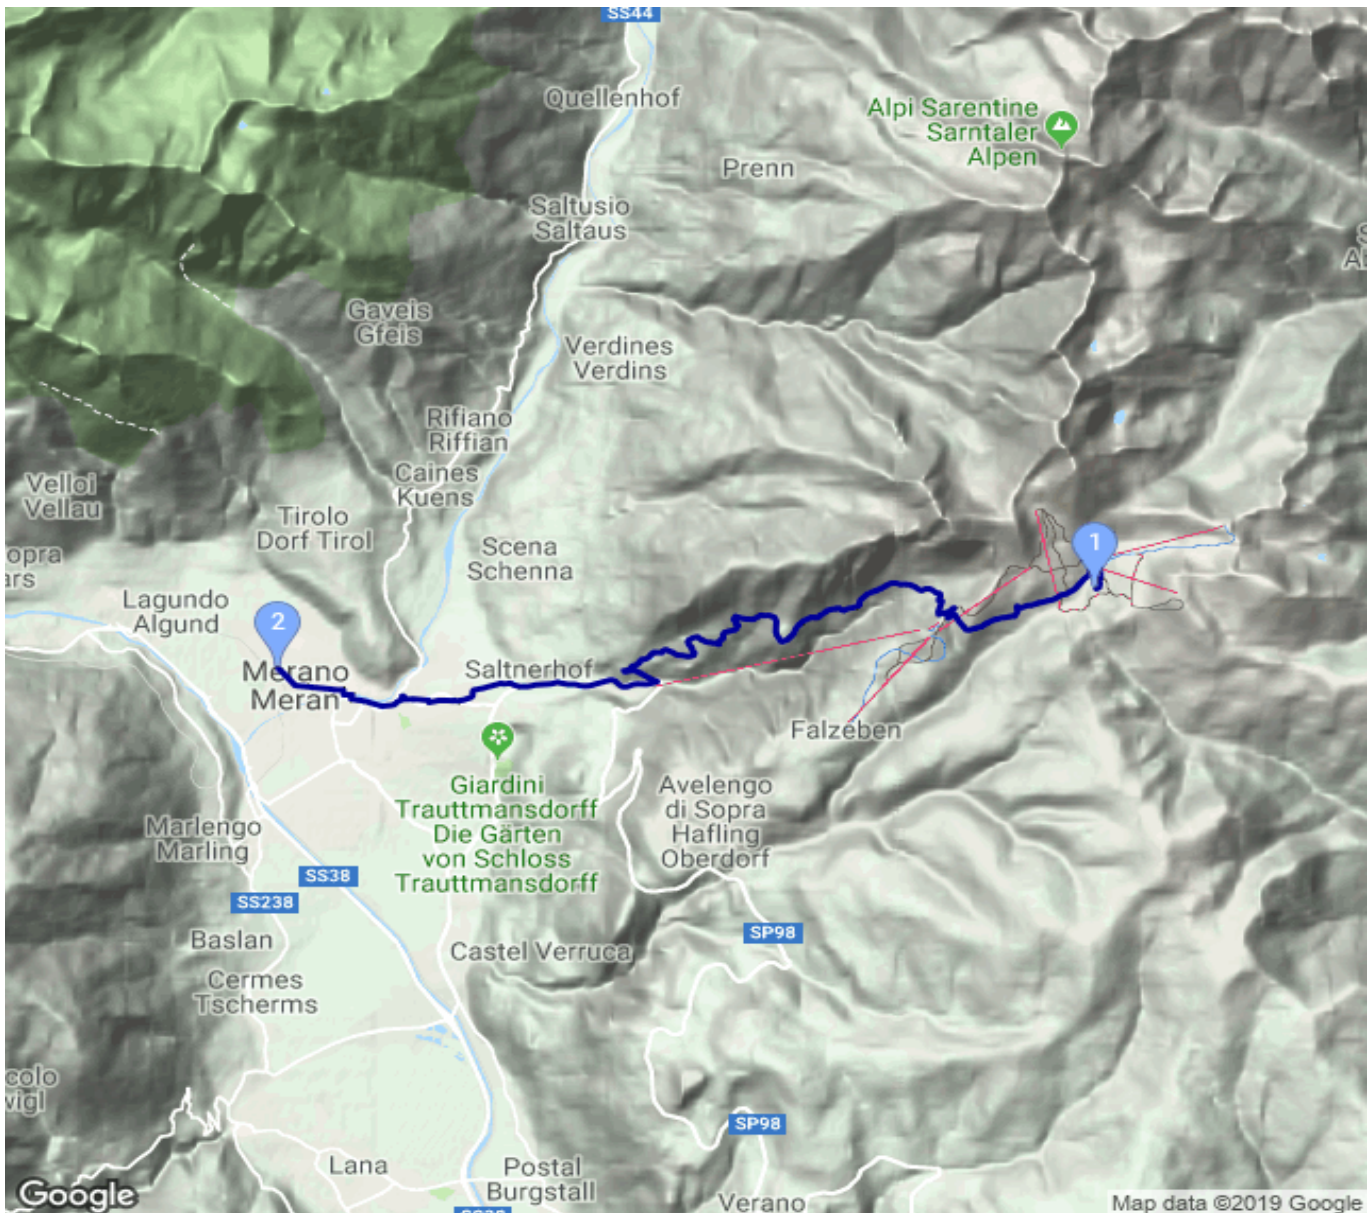 SS44
Quellenhof
Alpi Sarentine
Sarntaler
Alpen
Prenn
Saltusio
Saltaus
Gaveis
Gfeis
Verdines
Verdins
Rifiano
Riffian
Caines
Kuens
Velloi
Vellau
Tirolo
Dorf Tirol
Scena
Schenna
1
Lagundo
Algund
2
Merano
Meran
Saltnerhof
Falzeben
Giardini
Trauttmansdorff
Die Gärten
von Schloss
Trauttmansdorff
Avelengo
di Sopra
Hafling
Oberdorf
Marlengo
Marling
SS38
SS238
SP98
Baslan
Castel Verruca
Cermes
Tscherms
SP98
Lana
Postal
Burgstall
Verano
Google
Map data ©2019 Google